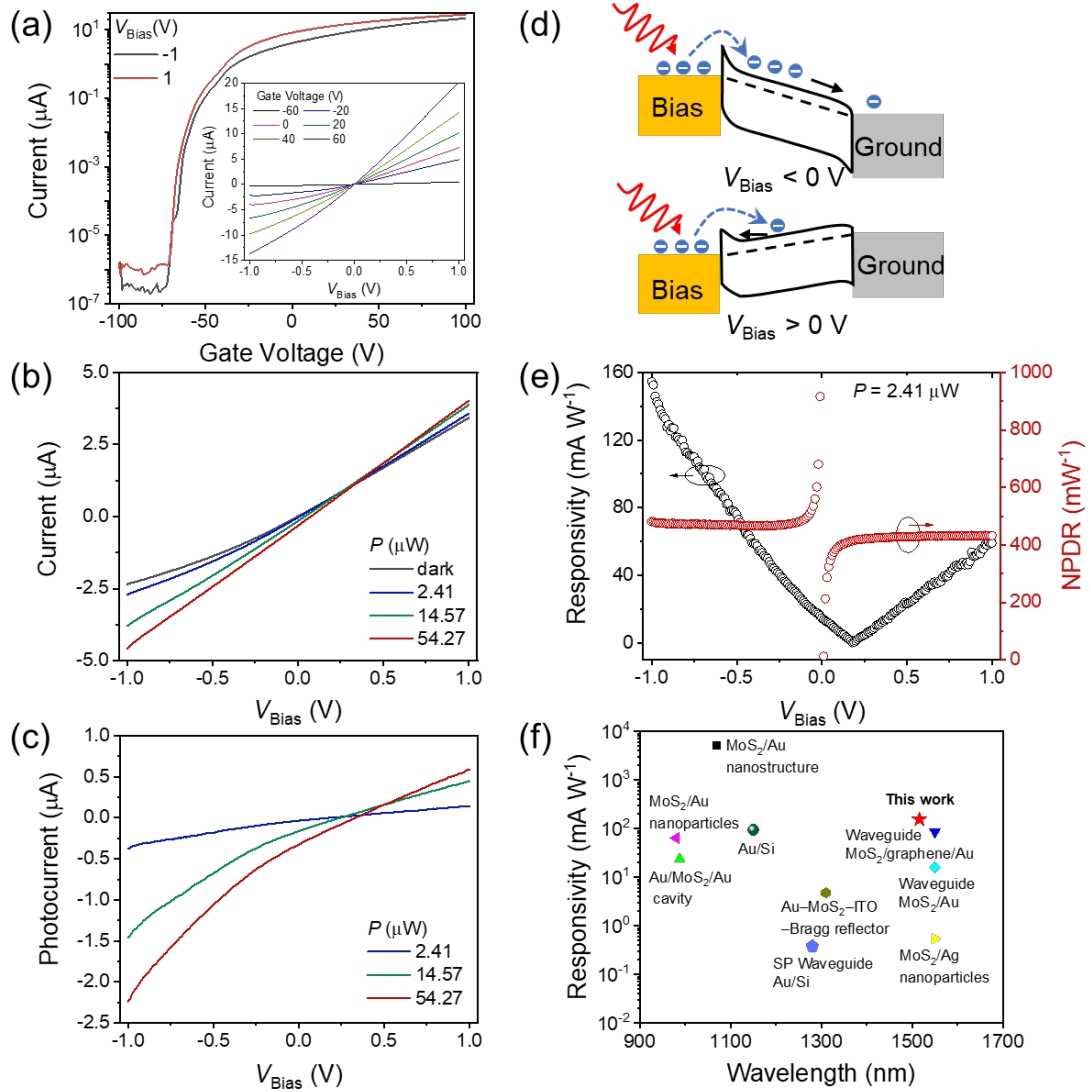 (a)
V_Bias(V)
-1
1
Current (μA)
10^1
10^-1
10^-3
10^-5
10^-7
-100
-50
0
50
100
Gate Voltage (V)
Gate Voltage (V)
-60 -20
0 20
40 60
Current (μA)
20
15
10
5
0
-5
-10
15
-1.0
-0.5
0.0
0.5
1.0
V_Bias (V)
(d)
Bias
Ground
V_Bias < 0 V
Bias
Ground
V_Bias > 0 V
(b)
Current (μA)
5.0
2.5
0.0
-2.5
-5.0
P (μW)
dark
2.41
14.57
54.27
-1.0
-0.5
0.0
0.5
1.0
V_Bias (V)
(e)
P = 2.41 μW
Responsivity (mA W^-1)
160
120
80
40
0
NPDR (mW^-1)
1000
800
600
400
200
0
-1.0
-0.5
0.0
0.5
1.0
V_Bias (V)
(c)
Photocurrent (μA)
1.0
0.5
0.0
-0.5
-1.0
-1.5
-2.0
-2.5
P (μW)
2.41
14.57
54.27
-1.0
-0.5
0.0
0.5
1.0
V_Bias (V)
(f)
Responsivity (mA W^-1)
10^4
10^3
10^2
10^1
10^0
10^-1
10^-2
MoS₂/Au
nanostructure
MoS₂/Au
nanoparticles
Au/MoS₂/Au
cavity
Au/Si
Au–MoS₂–ITO
–Bragg reflector
SP Waveguide
Au/Si
This work
Waveguide
MoS₂/graphene/Au
Waveguide
MoS₂/Au
MoS₂/Ag
nanoparticles
900
1100
1300
1500
1700
Wavelength (nm)